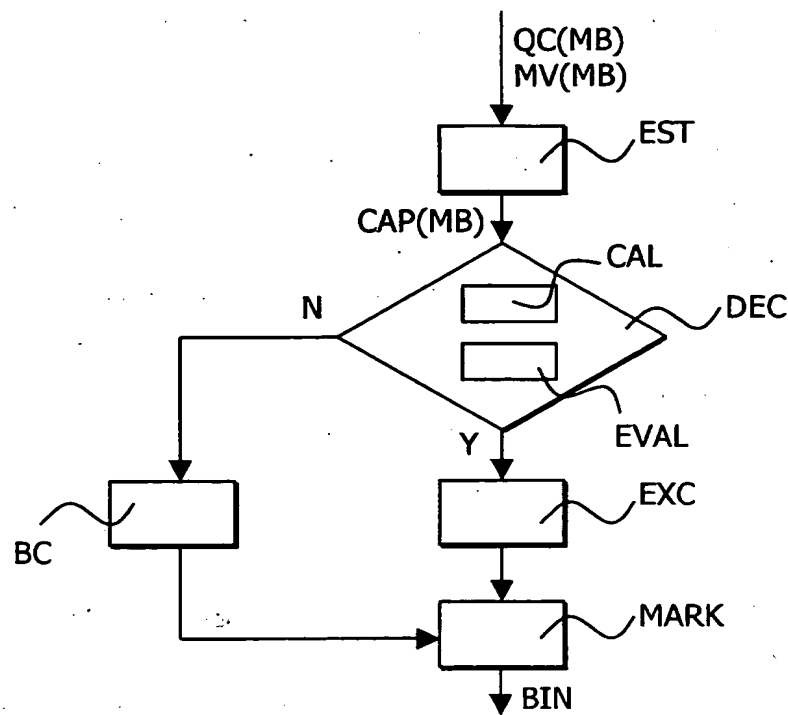 QC(MB)
MV(MB)
EST
CAP(MB)
CAL
N
DEC
EVAL
Y
EXC
BC
MARK
BIN